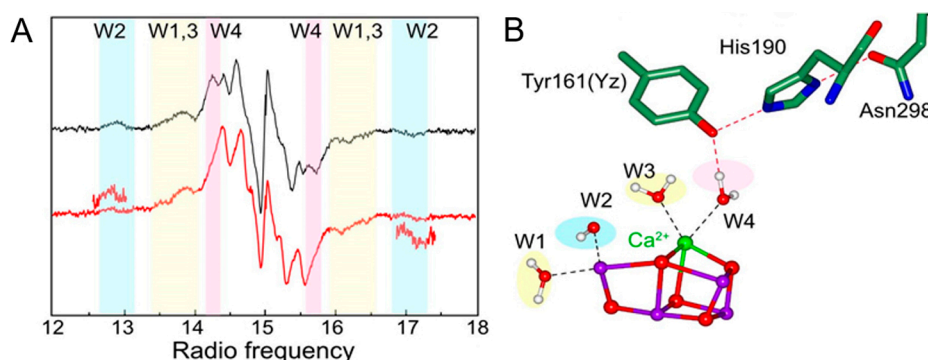 A
W2 W1,3 W4 W4 W1,3 W2
12 13 14 15 16 17 18
Radio frequency
B
His190
Tyr161(Yz)
Asn298
W3
W2
W4
W1
Ca²⁺